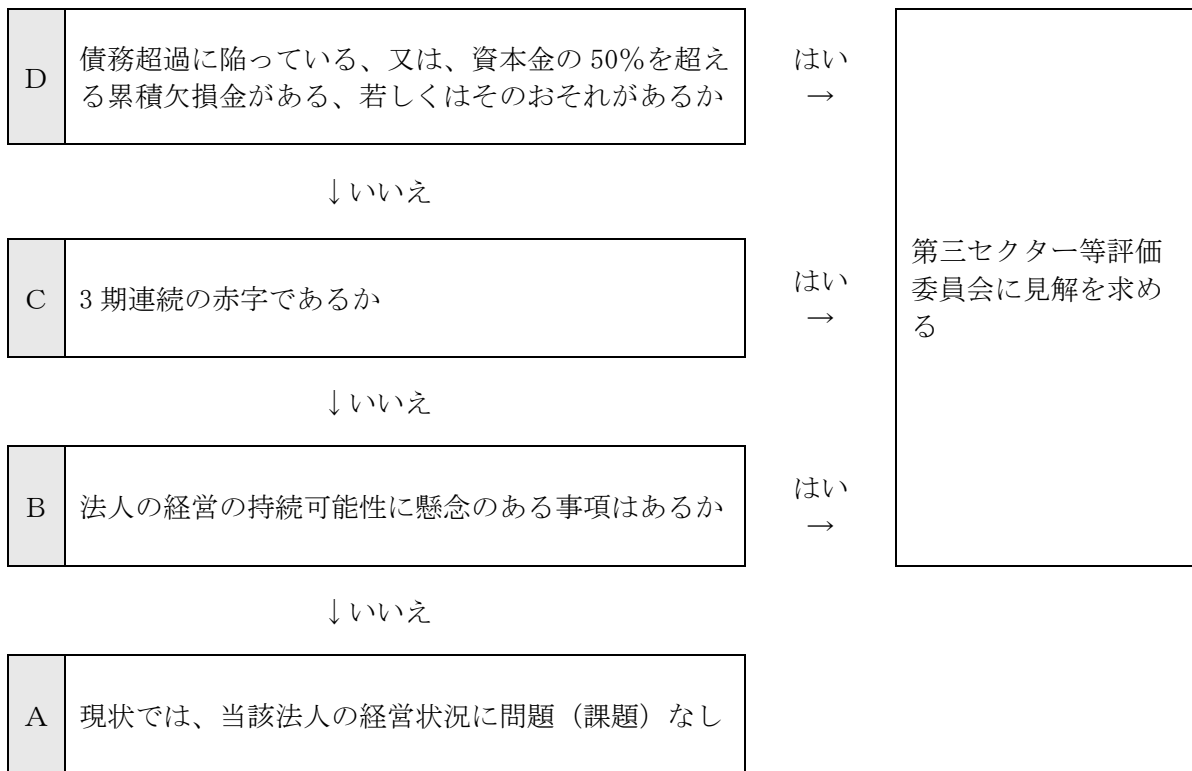 D
債務超過に陥っている、又は、資本金の 50%を超え
る累積欠損金がある、若しくはそのおそれがあるか
はい
→
↓いいえ
C
3 期連続の赤字であるか
はい
→
第三セクター等評価
委員会に見解を求め
る
↓いいえ
B
法人の経営の持続可能性に懸念のある事項はあるか
はい
→
↓いいえ
A
現状では、当該法人の経営状況に問題（課題）なし